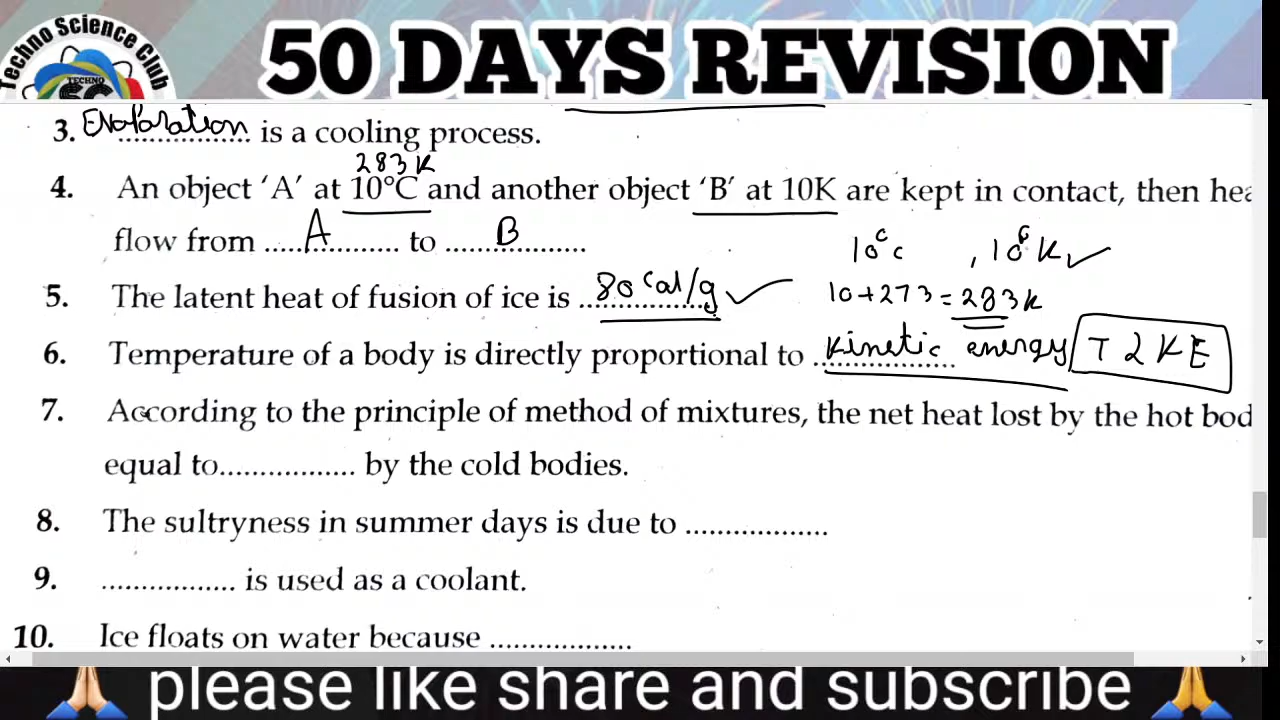 Techno Science Club
TECHNO
50 DAYS REVISION
3. Evaporation is a cooling process.
283 K
4. An object ‘A’ at 10°C and another object ‘B’ at 10K are kept in contact, then hea
flow from .....A.......... to .......B..........
10°C , 10°K ✓
5. The latent heat of fusion of ice is 80 Cal/g ✓
10+273 = 283K
6. Temperature of a body is directly proportional to kinetic energy T α KE
7. According to the principle of method of mixtures, the net heat lost by the hot bod
equal to................ by the cold bodies.
8. The sultryness in summer days is due to .................
9. ................ is used as a coolant.
10. Ice floats on water because .................
please like share and subscribe